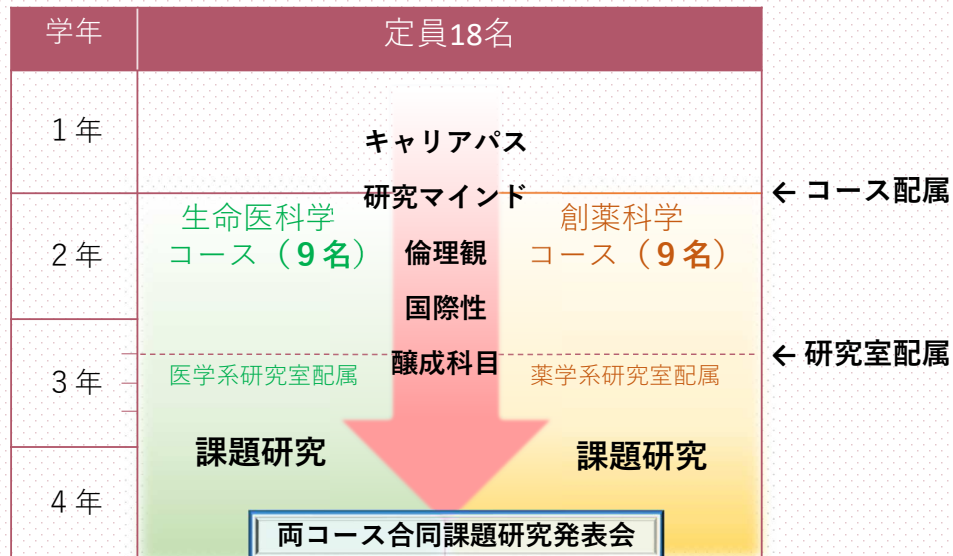 学年
定員18名
1年
キャリアパス
研究マインド
← コース配属
生命医科学
コース（9名）
創薬科学
コース（9名）
2年
倫理観
国際性
醸成科目
← 研究室配属
3年
医学系研究室配属
薬学系研究室配属
課題研究
課題研究
4年
両コース合同課題研究発表会